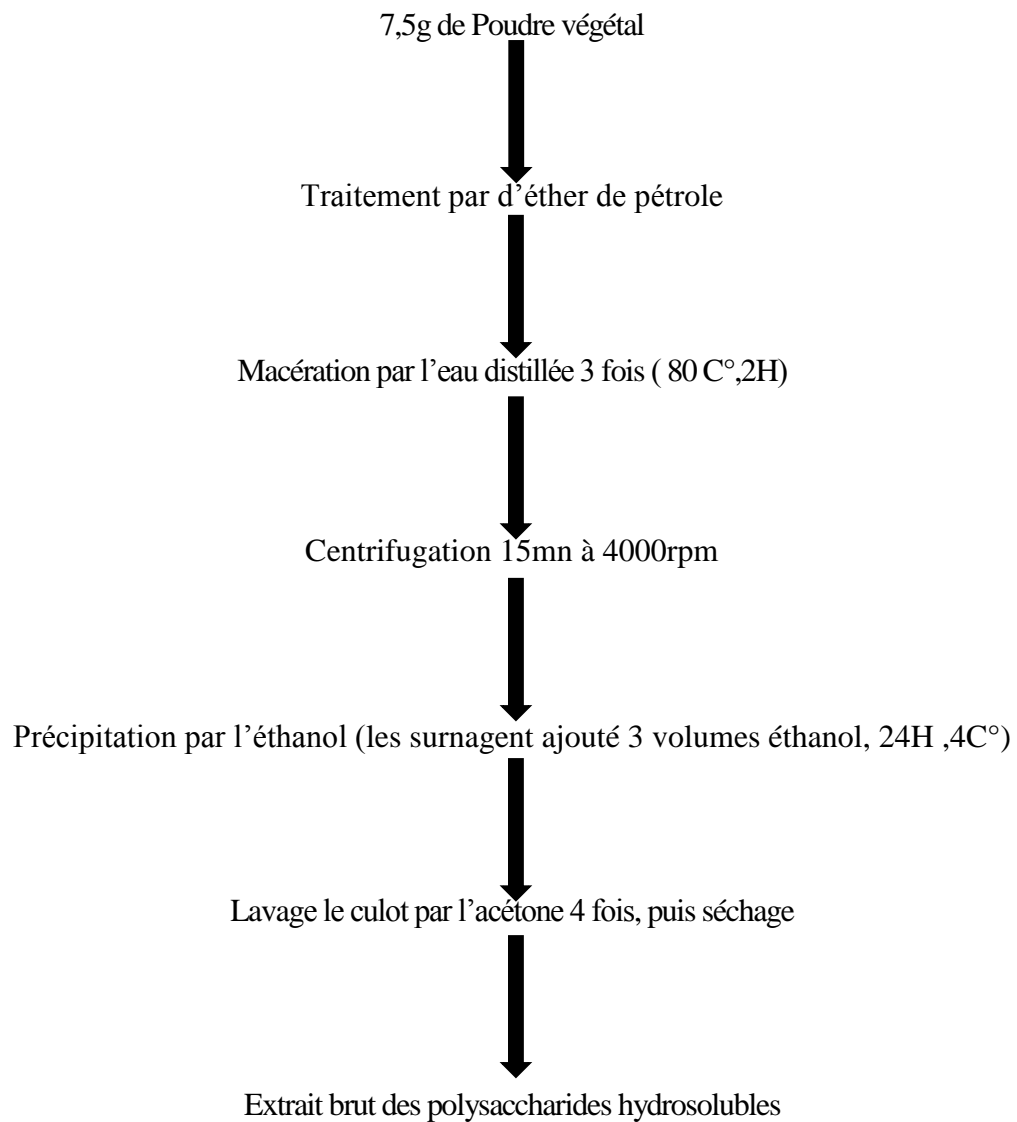 7,5g de Poudre végétal
Traitement par d’éther de pétrole
Macération par l’eau distillée 3 fois ( 80 C°,2H)
Centrifugation 15mn à 4000rpm
Précipitation par l’éthanol (les surnagent ajouté 3 volumes éthanol, 24H ,4C°)
Lavage le culot par l’acétone 4 fois, puis séchage
Extrait brut des polysaccharides hydrosolubles